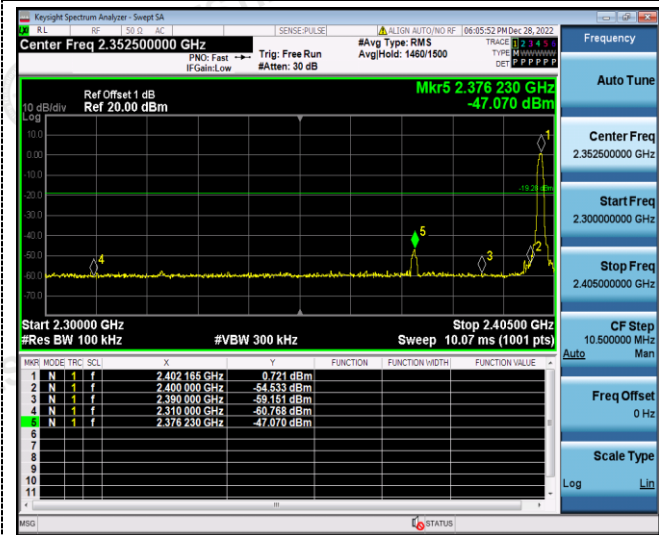 Keysight Spectrum Analyzer - Swept SA
RL RF 50 Ω AC SENSE:PULSE ALIGN AUTO/NO RF 06:05:52 PM Dec 28, 2022
Center Freq 2.352500000 GHz
PNO: Fast
IFGain:Low
Trig: Free Run
#Atten: 30 dB
#Avg Type: RMS
Avg|Hold: 1460/1500
TRACE 1 2 3 4 5 6
TYPE MWWWWW
DET P P P P P P
Ref Offset 1 dB
10 dB/div Ref 20.00 dBm
Log
Mkr5 2.376 230 GHz
-47.070 dBm
10.0
0.00
-10.0
-20.0
-30.0
-40.0
-50.0
-60.0
-70.0
-19.28 dBm
1
5
4
3
2
Start 2.30000 GHz Stop 2.40500 GHz
#Res BW 100 kHz #VBW 300 kHz Sweep 10.07 ms (1001 pts)
MKR MODE TRC SCL X Y FUNCTION FUNCTION WIDTH FUNCTION VALUE
1 N 1 f 2.402 165 GHz 0.721 dBm
2 N 1 f 2.400 000 GHz -54.533 dBm
3 N 1 f 2.390 000 GHz -59.151 dBm
4 N 1 f 2.310 000 GHz -60.768 dBm
5 N 1 f 2.376 230 GHz -47.070 dBm
6
7
8
9
10
11
MSG STATUS
Frequency
Auto Tune
Center Freq
2.352500000 GHz
Start Freq
2.300000000 GHz
Stop Freq
2.405000000 GHz
CF Step
10.500000 MHz
Auto Man
Freq Offset
0 Hz
Scale Type
Log Lin